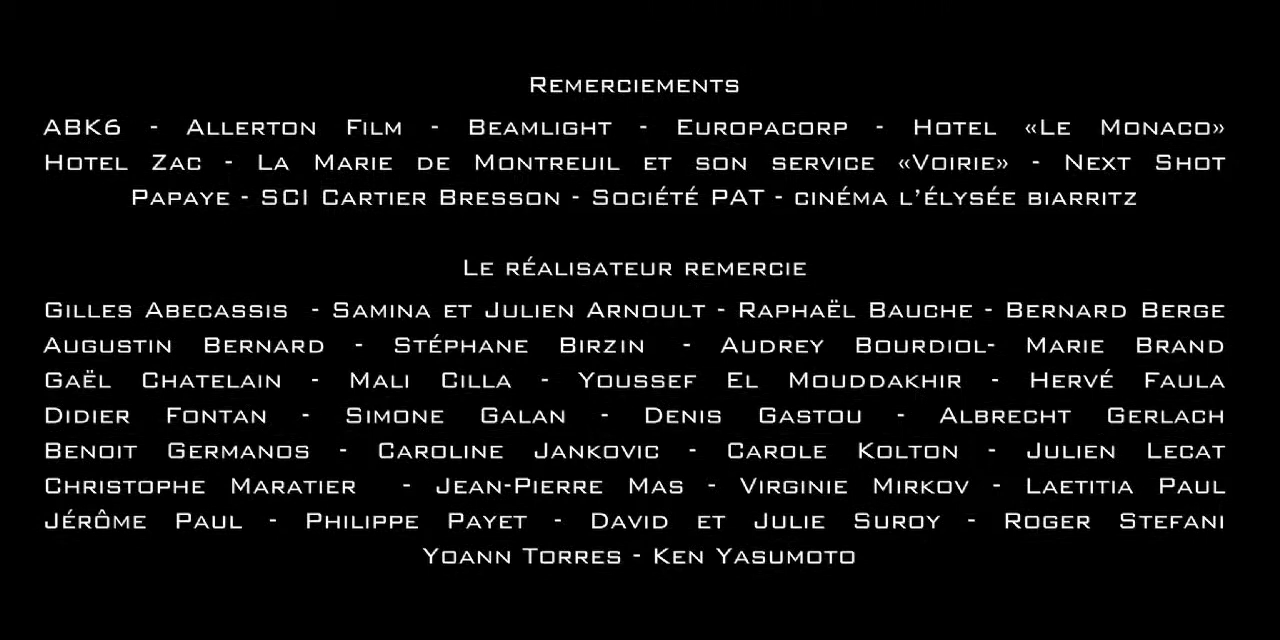 Remerciements
ABK6 - Allerton Film - Beamlight - Europacorp - Hotel «Le Monaco»
Hotel Zac - La Marie de Montreuil et son service «Voirie» - Next Shot
Papaye - SCI Cartier Bresson - Société PAT - cinéma l'élysée biarritz
Le réalisateur remercie
Gilles Abecassis - Samina et Julien Arnoult - Raphaël Bauche - Bernard Berge
Augustin Bernard - Stéphane Birzin - Audrey Bourdiol- Marie Brand
Gaël Chatelain - Mali Cilla - Youssef El Mouddakhir - Hervé Faula
Didier Fontan - Simone Galan - Denis Gastou - Albrecht Gerlach
Benoit Germanos - Caroline Jankovic - Carole Kolton - Julien Lecat
Christophe Maratier - Jean-Pierre Mas - Virginie Mirkov - Laetitia Paul
Jérôme Paul - Philippe Payet - David et Julie Suroy - Roger Stefani
Yoann Torres - Ken Yasumoto